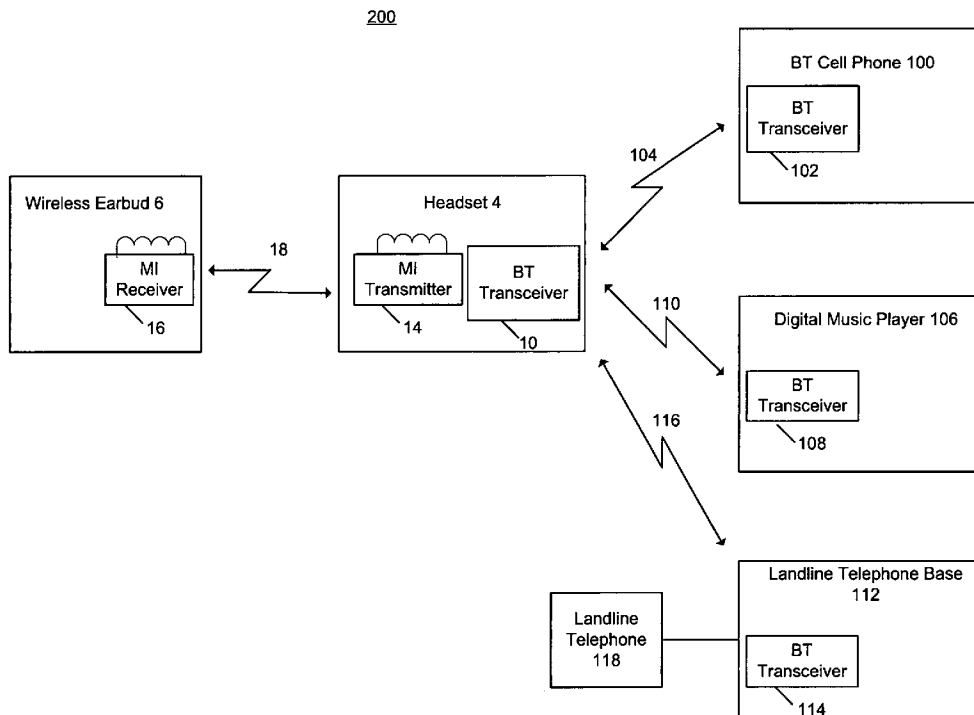 200
BT Cell Phone 100
BT
Transceiver
102
104
Wireless Earbud 6
MI
Receiver
16
18
Headset 4
MI
Transmitter
14
BT
Transceiver
10
110
Digital Music Player 106
BT
Transceiver
108
116
Landline Telephone Base
112
BT
Transceiver
114
Landline
Telephone
118